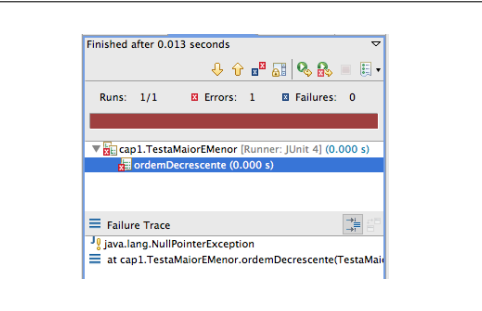 Finished after 0.013 seconds
Runs: 1/1 Errors: 1 Failures: 0
cap1.TestaMaiorEMenor [Runner: JUnit 4] (0.000 s)
ordemDecrescente (0.000 s)
Failure Trace
java.lang.NullPointerException
at cap1.TestaMaiorEMenor.ordemDecrescente(TestaMai